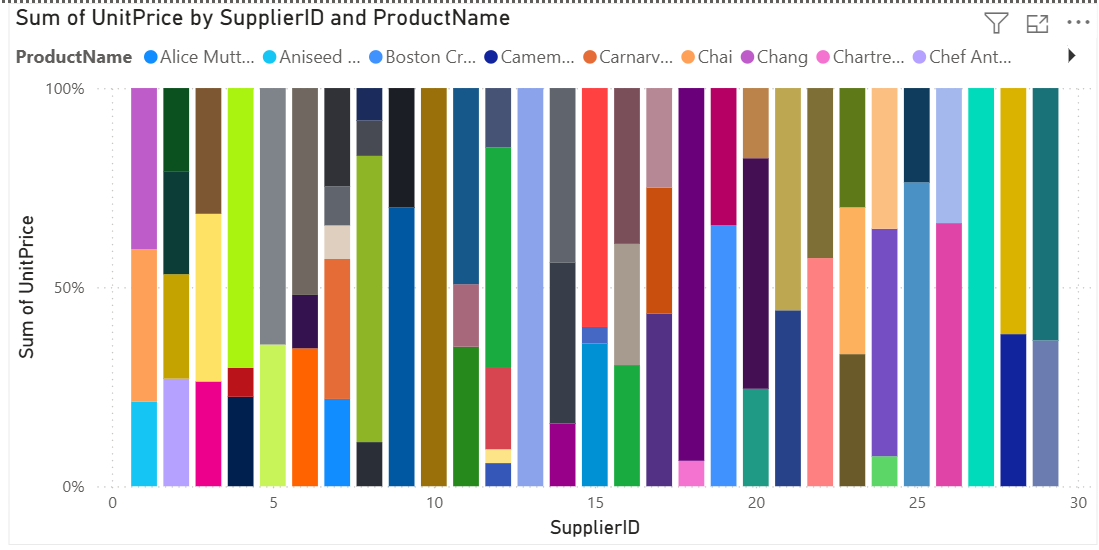 Sum of UnitPrice by SupplierID and ProductName
ProductName Alice Mutt... Aniseed ... Boston Cr... Camem... Carnarv... Chai Chang Chartre... Chef Ant...
100%
50%
0%
Sum of UnitPrice
0 5 10 15 20 25 30
SupplierID